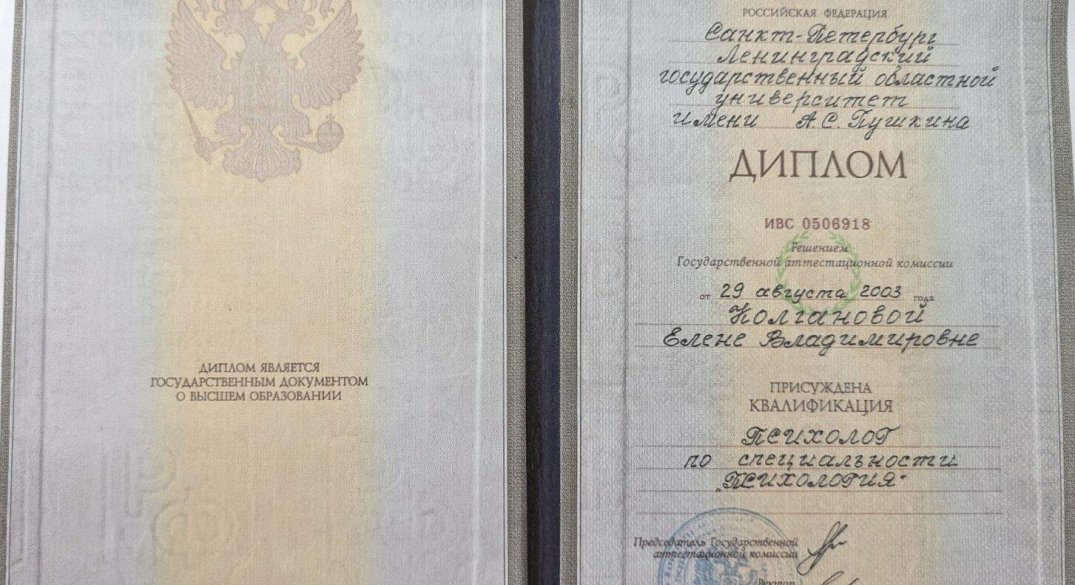 ДИПЛОМ ЯВЛЯЕТСЯ
ГОСУДАРСТВЕННЫМ ДОКУМЕНТОМ
О ВЫСШЕМ ОБРАЗОВАНИИ
РОССИЙСКАЯ ФЕДЕРАЦИЯ
Санкт-Петербург
Ленинградский
государственный областной
университет
имени А.С. Пушкина
ДИПЛОМ
ИВС 0506918
Решением
Государственной аттестационной комиссии
от 29 августа 2003 года
Колгановой
Елене Владимировне
ПРИСУЖДЕНА
КВАЛИФИКАЦИЯ
ПСИХОЛОГ
по специальности
"ПСИХОЛОГИЯ"
Председатель Государственной
аттестационной комиссии
Ректор